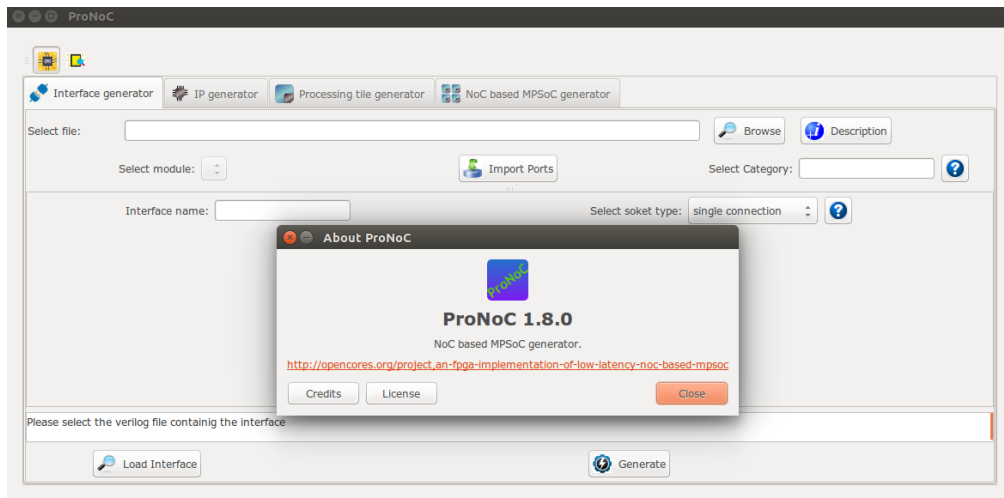 ProNoC
Interface generator IP generator Processing tile generator NoC based MPSoC generator
Select file: Browse Description
Select module: Import Ports Select Category:
Interface name: Select soket type: single connection
About ProNoC
ProNoC
ProNoC 1.8.0
NoC based MPSoC generator.
http://opencores.org/project,an-fpga-implementation-of-low-latency-noc-based-mpsoc
Credits License Close
Please select the verilog file containig the interface
Load Interface Generate